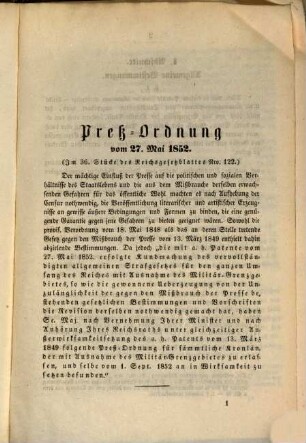 Preß-Ordnung
vom 27. Mai 1852.
(Im 36. Stücke des Reichsgesetzblattes Nro. 122.)
Der mächtige Einfluß der Presse auf die politischen und sozialen Ver-
hältnisse des Staatslebens und die aus dem Mißbrauche derselben erwach-
senden Gefahren für das öffentliche Wohl machten es nach Aufhebung der
Censur nothwendig, die Veröffentlichung literarischer und artistischer Erzeug-
nisse an gewisse äußere Bedingungen und Formen zu binden, die eine genü-
gende Garantie gegen jene Gefahren zu bieten geeignet wären. Sowohl die
provis. Verordnung vom 18. Mai 1848 als das an deren Stelle tretende
Gesetz gegen den Mißbrauch der Presse vom 13. März 1849 enthielt dahin
abzielende Bestimmungen. Da jedoch „die mit a. h. Patente vom
27. Mai 1852. erfolgte Kundmachung des vervollstän-
digten allgemeinen Strafgesetzes für den ganzen Um-
fang des Reiches mit Ausnahme der Militär-Grenzge-
biete, so wie die gewonnene Ueberzeugung von der Un-
zulänglichkeit der gegen den Mißbrauch der Presse be-
stehenden gesetzlichen Bestimmungen und Vorschriften
die Revision derselben nothwendig gemacht hat, haben
Se. Maj. nach Vernehmung Ihrer Minister und nach
Anhörung Ihres Reichsraths unter gleichzeitiger Au-
ßerwirksamkeitsetzung des a. h. Patents vom 13. März
1849 folgende Preß-Ordnung für sämmtliche Kronlän-
der mit Ausnahme des Militär-Grenzgebietes zu erlas-
sen, und selbe vom 1. Sept. 1852 an in Wirksamkeit zu
setzen befunden."
1